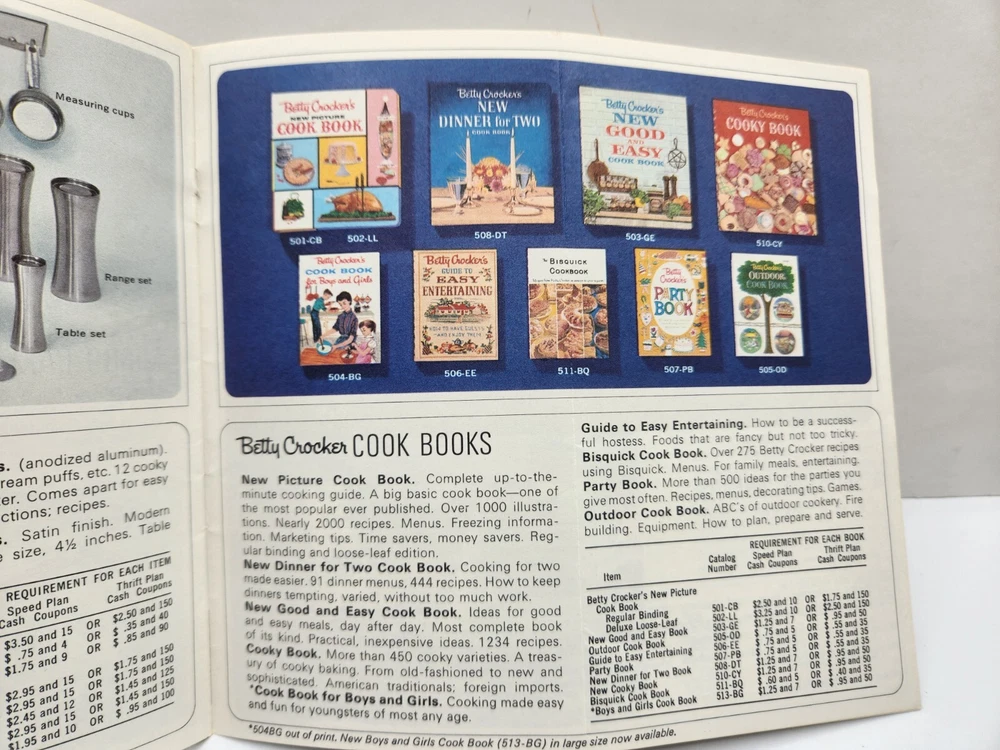 Measuring cups
Range set
Table set
s. (anodized aluminum).
ream puffs, etc. 12 cooky
ter. Comes apart for easy
ctions; recipes.
s. Satin finish. Modern
e size, 4½ inches. Table
REQUIREMENT FOR EACH ITEM
Speed Plan Thrift Plan
Cash Coupons Cash Coupons
$3.50 and 15 OR $2.50 and 150
$ .75 and 4 OR $ .35 and 40
$1.75 and 9 OR $ .85 and 90
$2.95 and 15 OR $1.75 and 150
$2.95 and 15 OR $1.75 and 150
$2.45 and 12 OR $1.45 and 125
$2.95 and 15 OR $1.45 and 150
$1.95 and 10 OR $ .95 and 100
Betty Crocker's
NEW PICTURE
COOK BOOK
501-CB 502-LL
Betty Crocker's
NEW
DINNER for TWO
COOK BOOK
508-DT
Betty Crocker's
NEW
GOOD
AND
EASY
COOK BOOK
503-GE
Betty Crocker's
COOKY BOOK
510-CY
Betty Crocker's
COOK BOOK
for Boys and Girls
504-BG
Betty Crocker's
GUIDE TO
EASY
ENTERTAINING
HOW TO HAVE GUESTS
AND ENJOY THEM
506-EE
The BISQUICK
COOKBOOK
511-BQ
Betty Crocker's
PARTY
BOOK
507-PB
Betty Crocker's
OUTDOOR
COOK BOOK
505-OD
Betty Crocker COOK BOOKS
New Picture Cook Book. Complete up-to-the-
minute cooking guide. A big basic cook book—one of
the most popular ever published. Over 1000 illustra-
tions. Nearly 2000 recipes. Menus. Freezing informa-
tion. Marketing tips. Time savers, money savers. Reg-
ular binding and loose-leaf edition.
New Dinner for Two Cook Book. Cooking for two
made easier. 91 dinner menus, 444 recipes. How to keep
dinners tempting, varied, without too much work.
New Good and Easy Cook Book. Ideas for good
and easy meals, day after day. Most complete book
of its kind. Practical, inexpensive ideas. 1234 recipes.
Cooky Book. More than 450 cooky varieties. A treas-
ury of cooky baking. From old-fashioned to new and
sophisticated. American traditionals; foreign imports.
*Cook Book for Boys and Girls. Cooking made easy
and fun for youngsters of most any age.
Guide to Easy Entertaining. How to be a success-
ful hostess. Foods that are fancy but not too tricky.
Bisquick Cook Book. Over 275 Betty Crocker recipes
using Bisquick. Menus. For family meals, entertaining.
Party Book. More than 500 ideas for the parties you
give most often. Recipes, menus, decorating tips. Games.
Outdoor Cook Book. ABC's of outdoor cookery. Fire
building. Equipment. How to plan, prepare and serve.
REQUIREMENT FOR EACH BOOK
Catalog Speed Plan Thrift Plan
Item Number Cash Coupons Cash Coupons
Betty Crocker's New Picture
Cook Book
Regular Binding 501-CB $2.50 and 10 OR $1.75 and 150
Deluxe Loose-Leaf 502-LL $3.25 and 10 OR $2.50 and 150
New Good and Easy Book 503-GE $1.25 and 7 OR $ .95 and 50
Outdoor Cook Book 505-OD $ .75 and 5 OR $ .55 and 35
Guide to Easy Entertaining 506-EE $ .75 and 5 OR $ .55 and 35
Party Book 507-PB $ .75 and 5 OR $ .55 and 35
New Dinner for Two Book 508-DT $1.25 and 7 OR $ .95 and 50
New Cooky Book 510-CY $1.25 and 7 OR $ .95 and 50
Bisquick Cook Book 511-BQ $ .60 and 5 OR $ .40 and 35
*Boys and Girls Cook Book 513-BG $1.25 and 7 OR $ .95 and 50
*504BG out of print. New Boys and Girls Cook Book (513-BG) in large size now available.